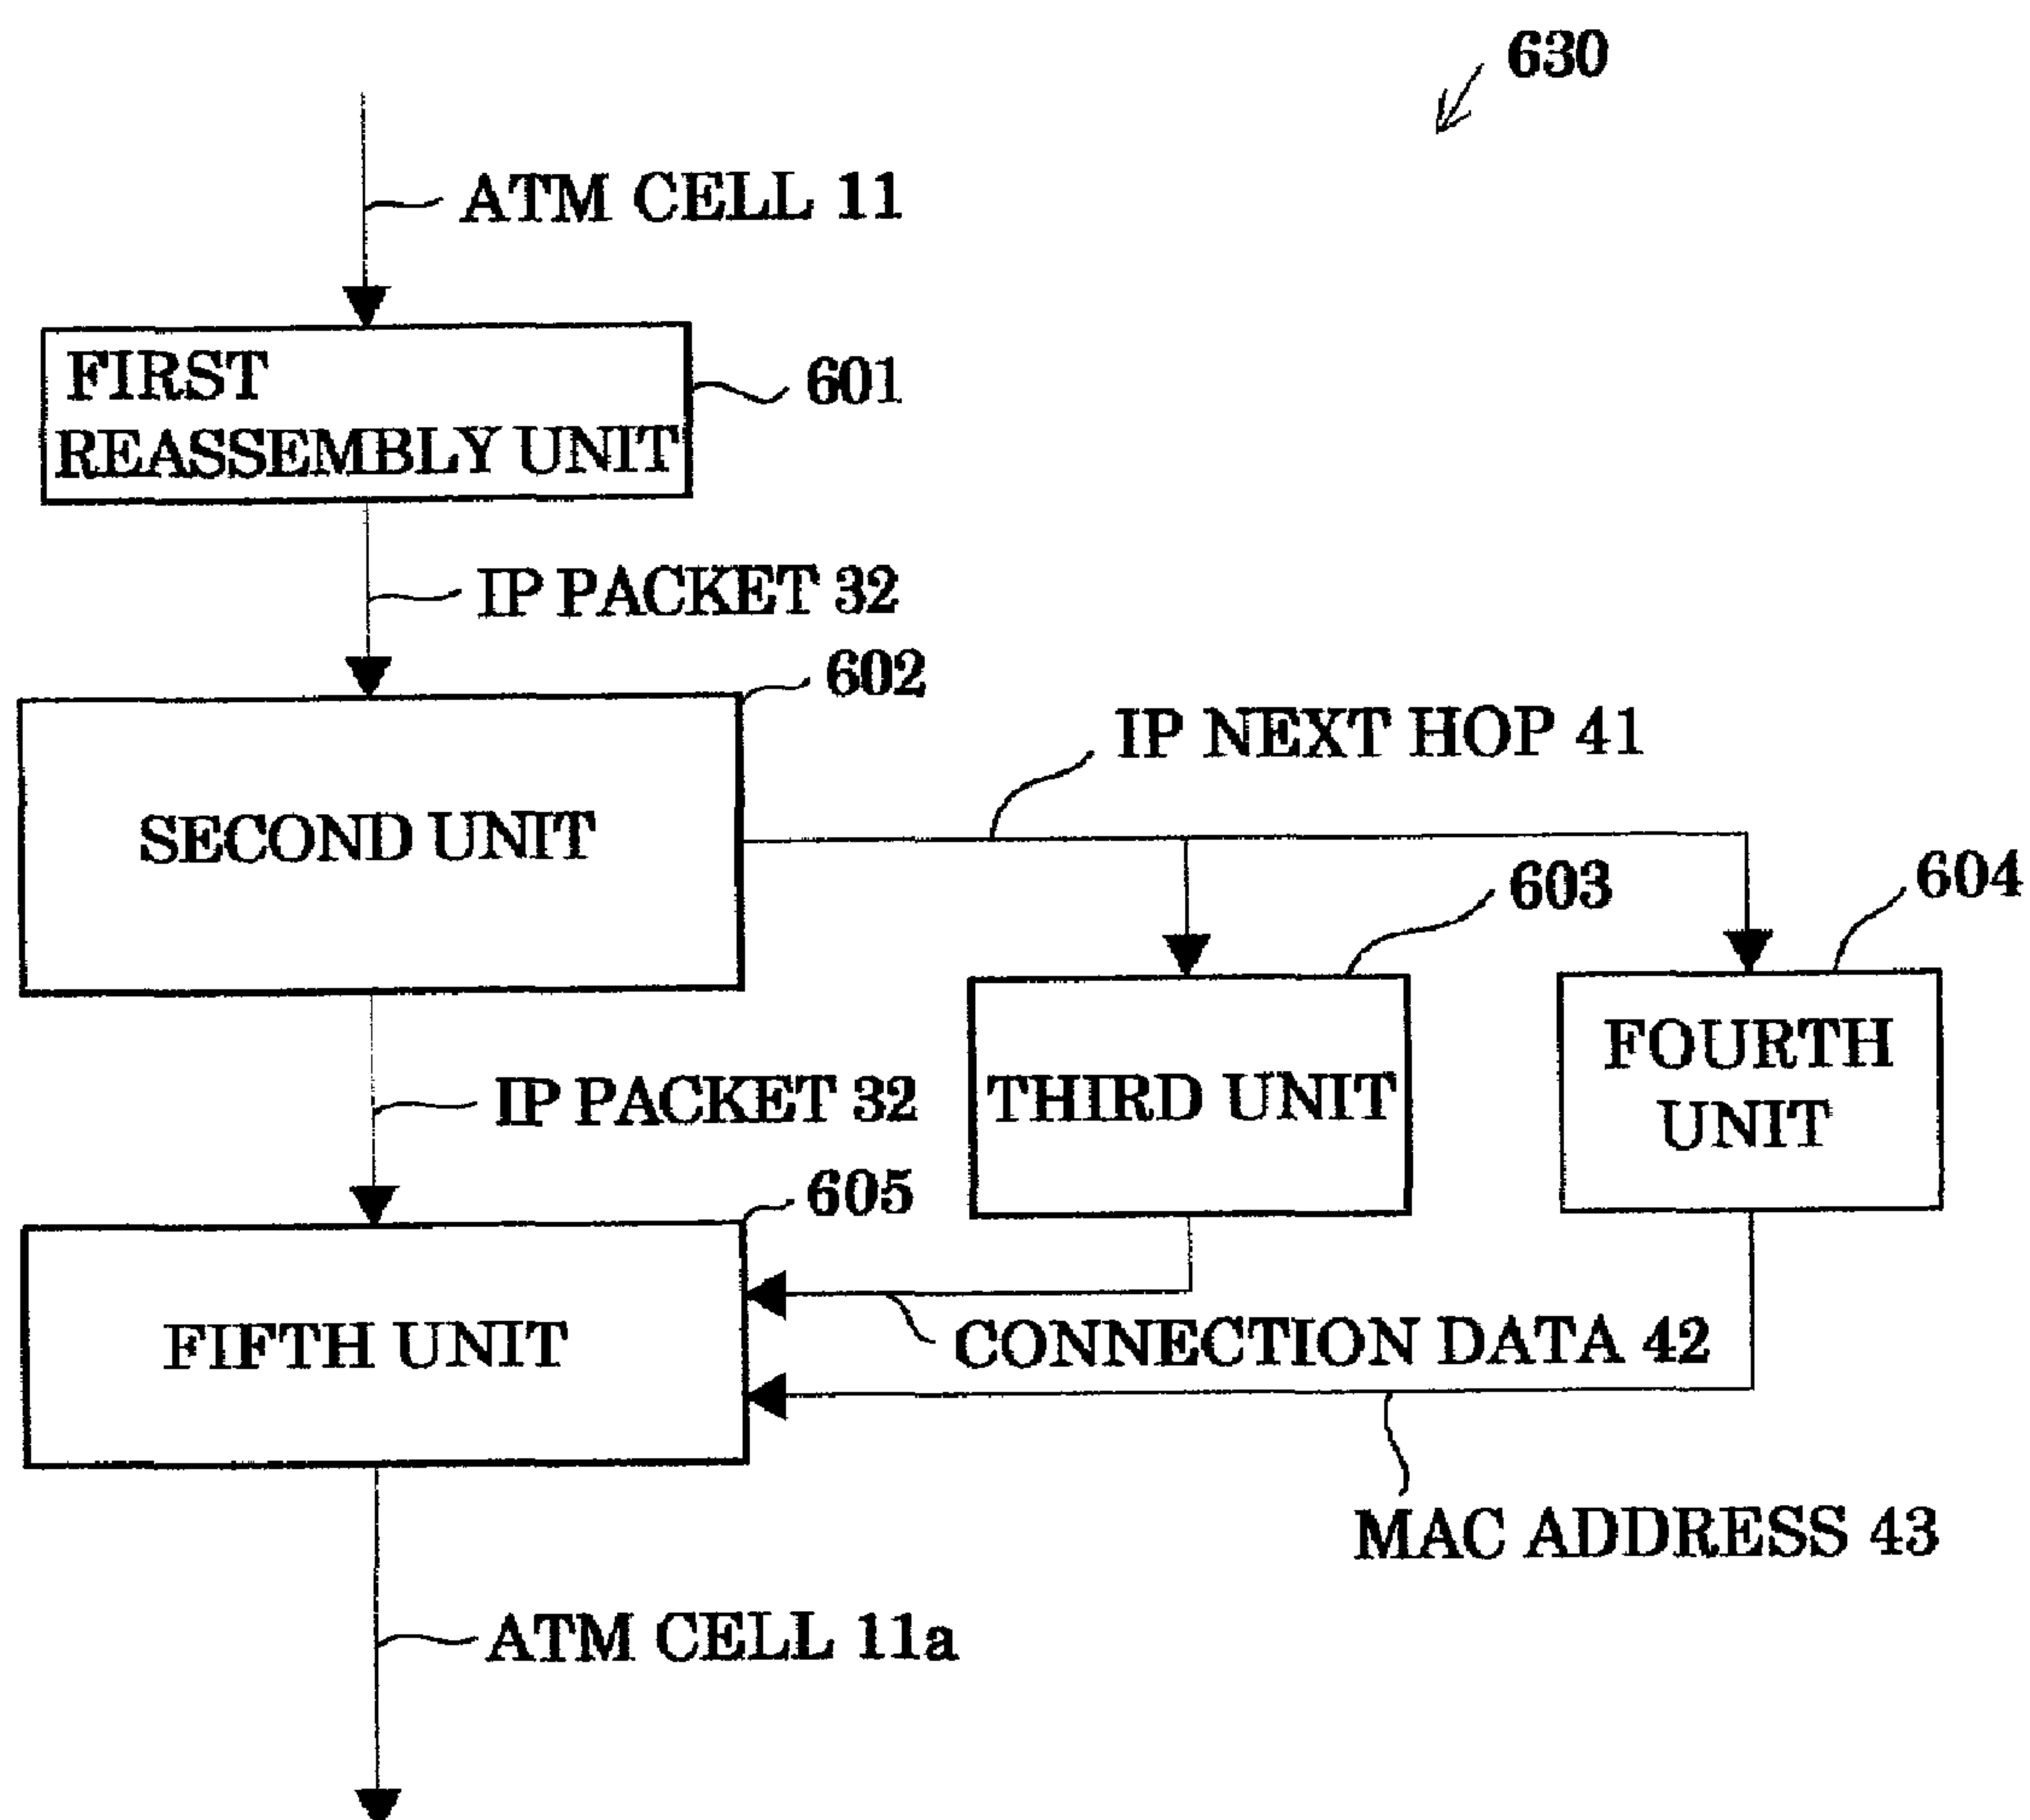 630
ATM CELL 11
FIRST
REASSEMBLY UNIT
601
IP PACKET 32
602
IP NEXT HOP 41
SECOND UNIT
603
604
THIRD UNIT
FOURTH
UNIT
IP PACKET 32
605
FIFTH UNIT
CONNECTION DATA 42
MAC ADDRESS 43
ATM CELL 11a